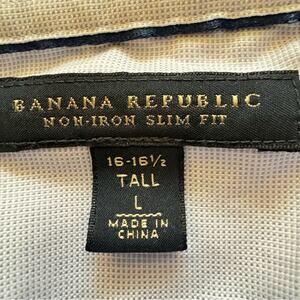 BANANA REPUBLIC
NON-IRON SLIM FIT
16-16½
TALL
L
MADE IN
CHINA